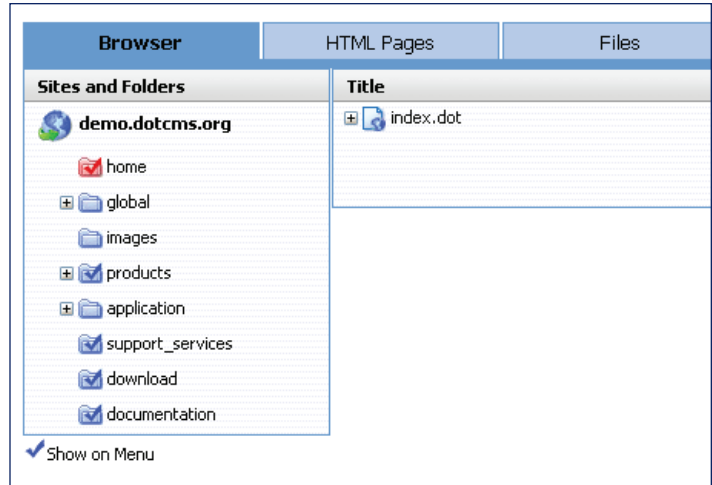 Browser HTML Pages Files
Sites and Folders Title
demo.dotcms.org index.dot
home
global
images
products
application
support_services
download
documentation
Show on Menu